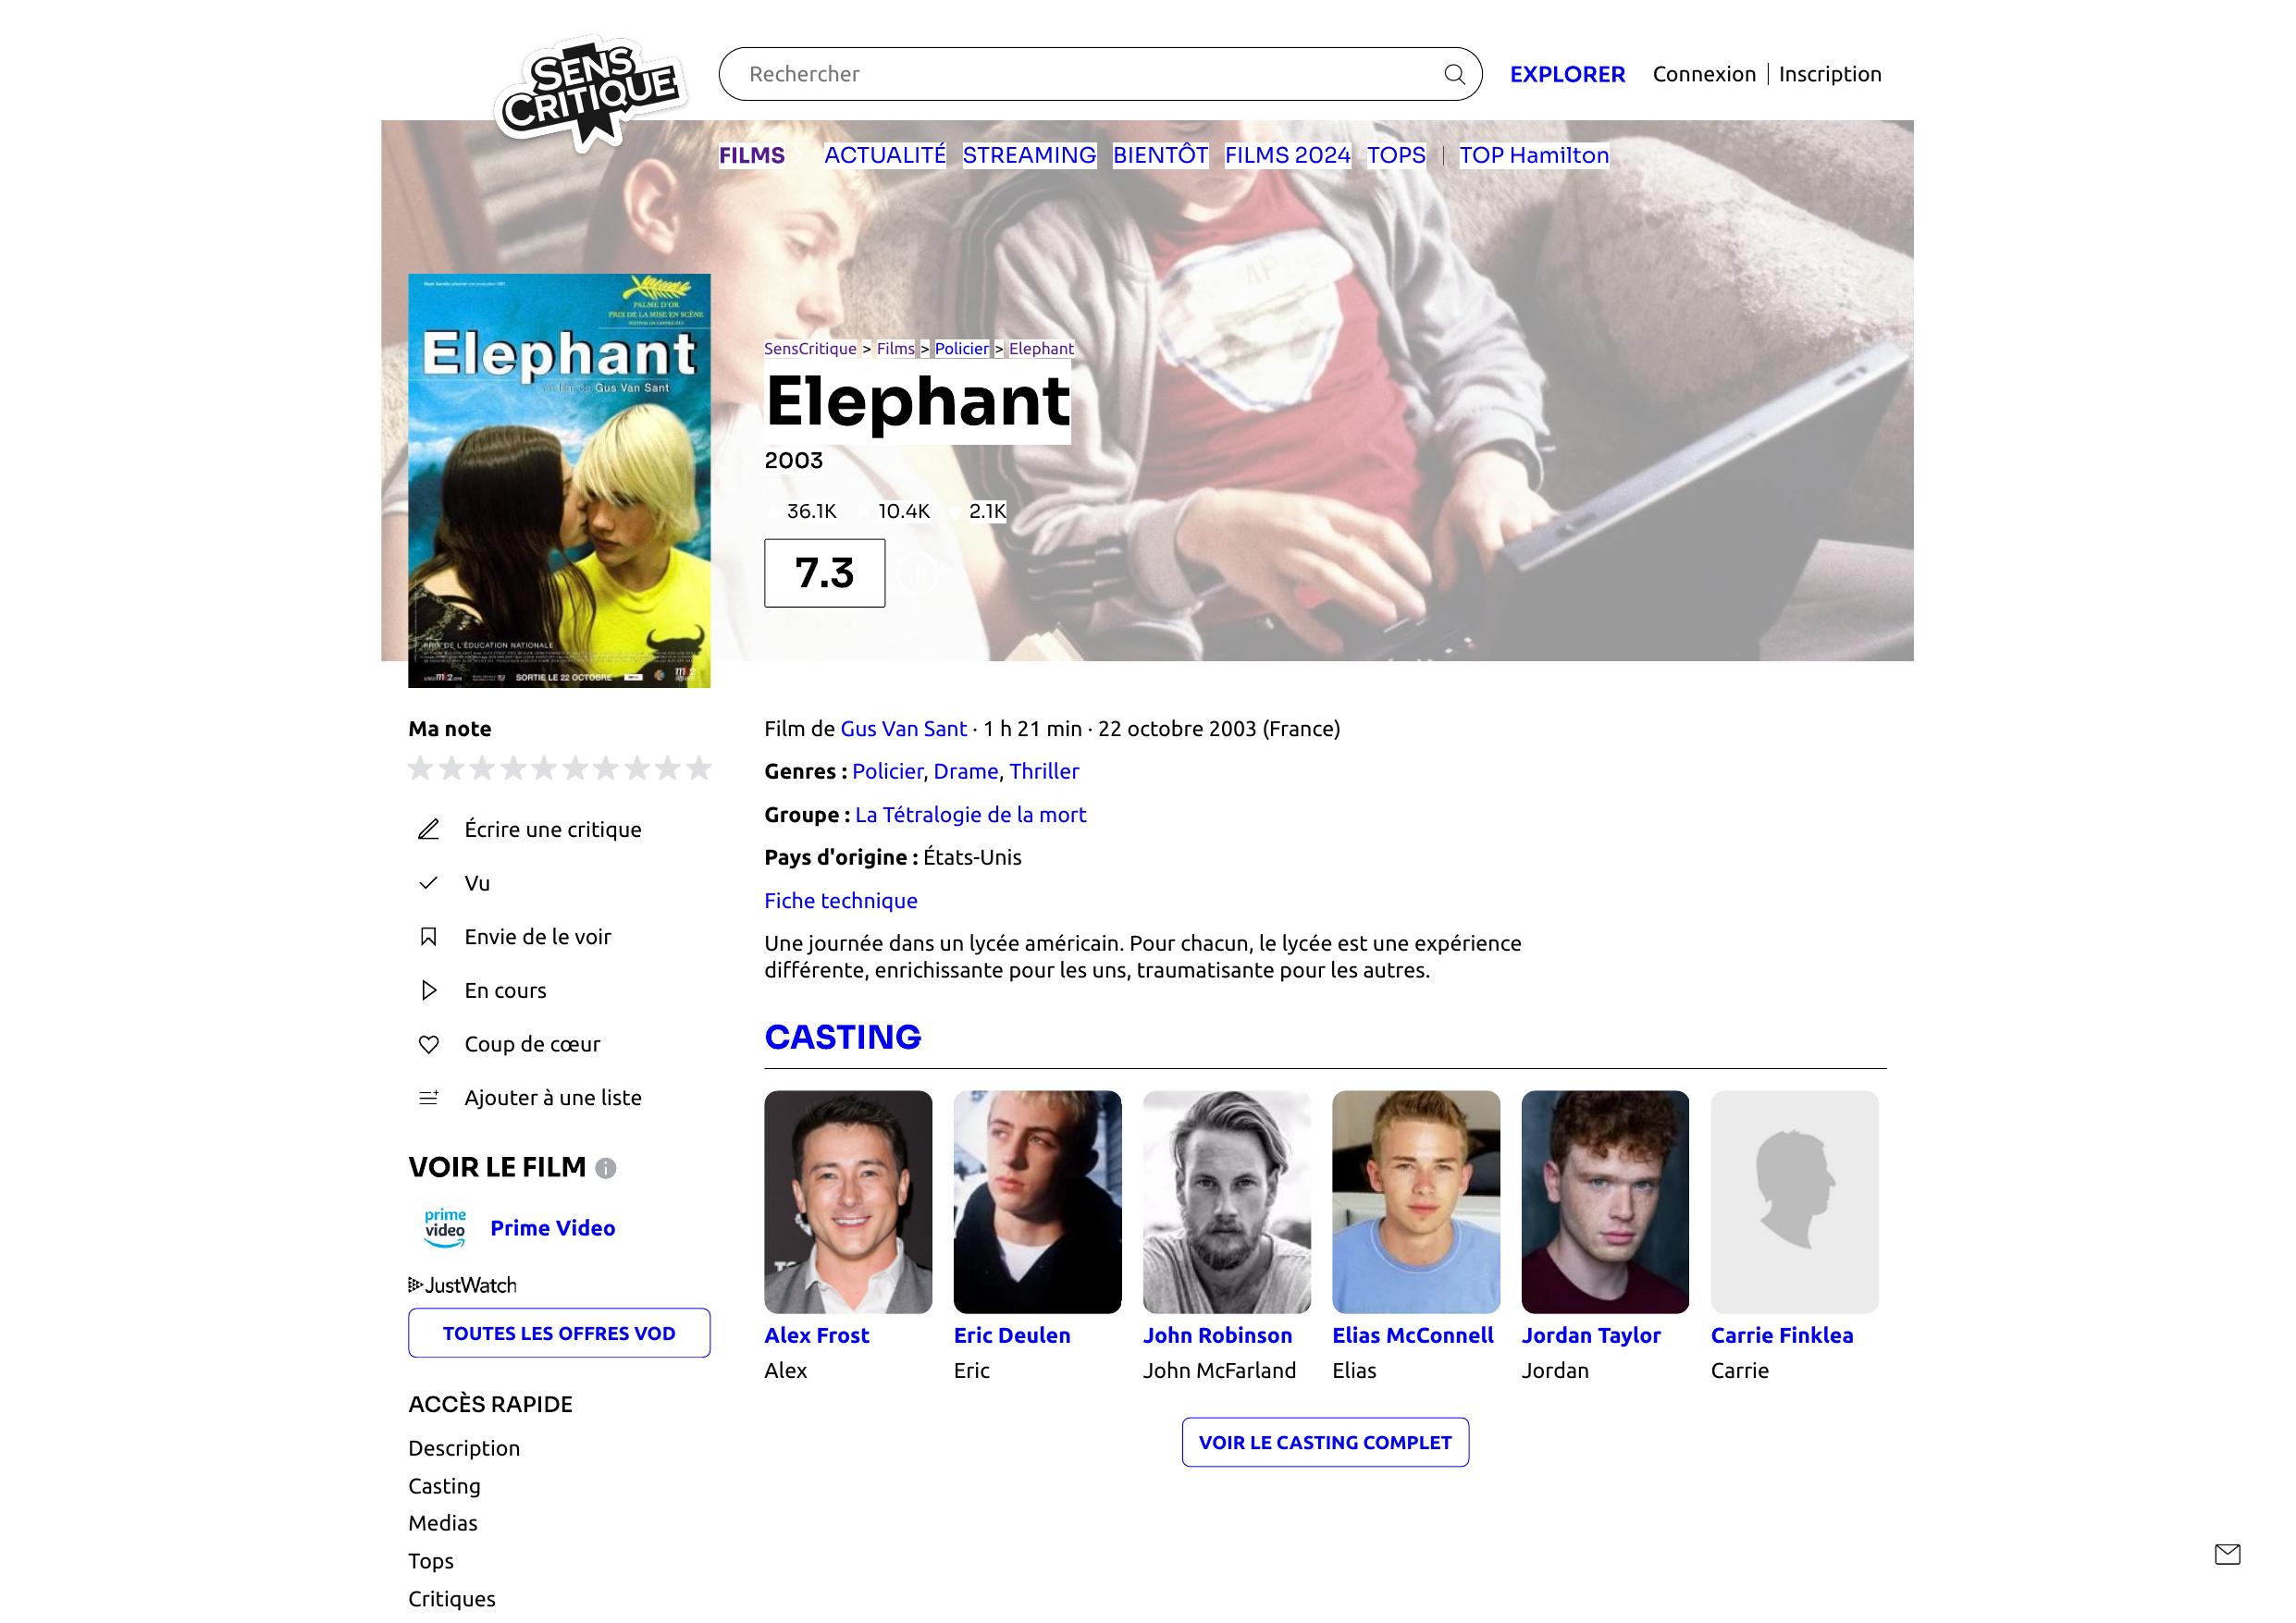 SENS
CRITIQUE
Rechercher
EXPLORER
Connexion | Inscription
FILMS ACTUALITÉ STREAMING BIENTÔT FILMS 2024 TOPS | TOP Hamilton
PALME D'OR
PRIX DE LA MISE EN SCÈNE
Elephant
un film de Gus Van Sant
PRIX DE L'ÉDUCATION NATIONALE
SORTIE LE 22 OCTOBRE
SensCritique > Films > Policier > Elephant
Elephant
2003
36.1K 10.4K 2.1K
7.3
Ma note
Écrire une critique
Vu
Envie de le voir
En cours
Coup de cœur
Ajouter à une liste
VOIR LE FILM
prime
video
Prime Video
JustWatch
TOUTES LES OFFRES VOD
ACCÈS RAPIDE
Description
Casting
Medias
Tops
Critiques
Film de Gus Van Sant · 1 h 21 min · 22 octobre 2003 (France)
Genres : Policier, Drame, Thriller
Groupe : La Tétralogie de la mort
Pays d'origine : États-Unis
Fiche technique
Une journée dans un lycée américain. Pour chacun, le lycée est une expérience
différente, enrichissante pour les uns, traumatisante pour les autres.
CASTING
Alex Frost
Alex
Eric Deulen
Eric
John Robinson
John McFarland
Elias McConnell
Elias
Jordan Taylor
Jordan
Carrie Finklea
Carrie
VOIR LE CASTING COMPLET